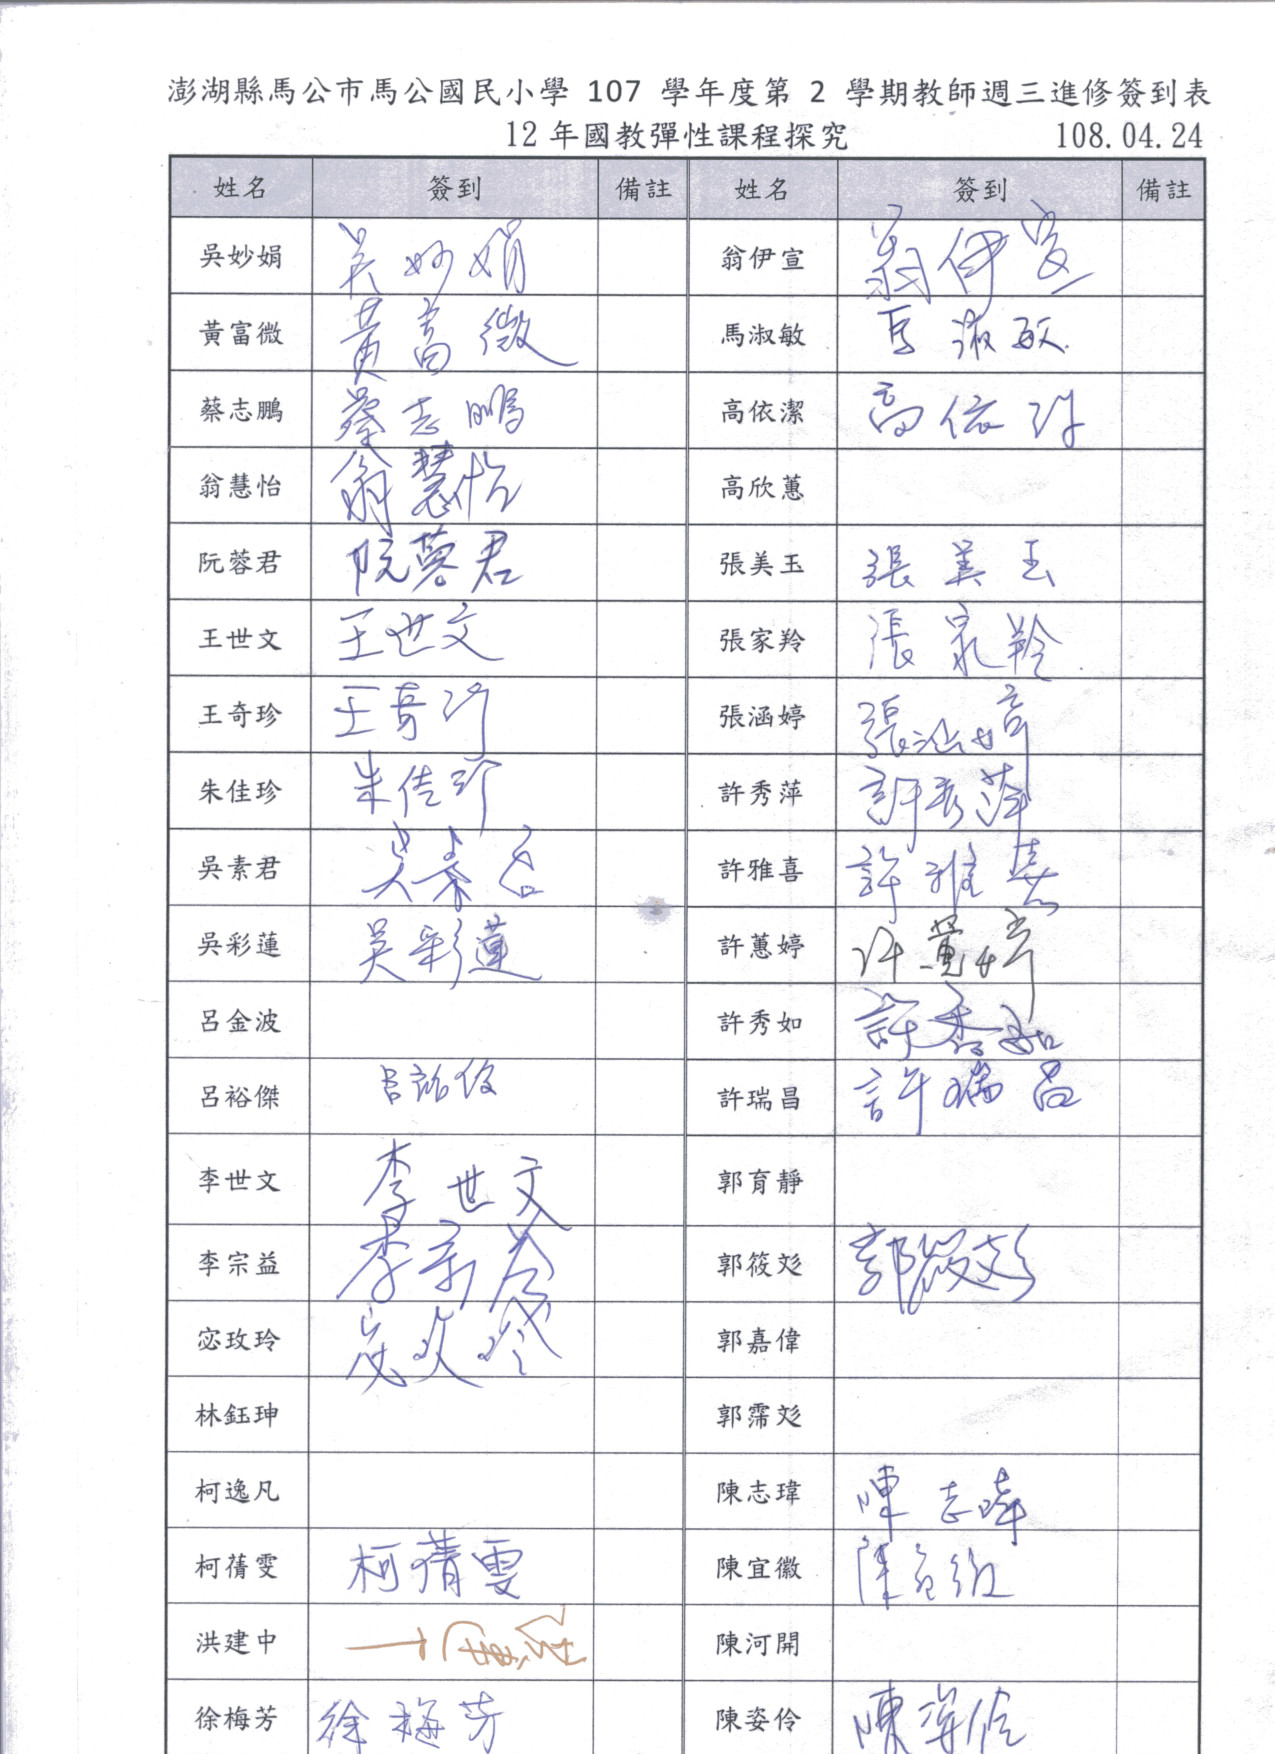 澎湖縣馬公市馬公國民小學 107 學年度第 2 學期教師週三進修簽到表
12 年國教彈性課程探究 108.04.24
姓名 簽到 備註 姓名 簽到 備註
吳妙娟 吳妙娟 翁伊宣 翁伊宣
黃富微 黃富微 馬淑敏 馬淑敏
蔡志鵬 蔡志鵬 高依潔 高依
翁慧怡 翁慧怡 高欣蕙
阮蓉君 阮蓉君 張美玉 張美玉
王世文 王世文 張家羚 張家羚
王奇珍 王奇珍 張涵婷 張涵婷
朱佳珍 朱佳珍 許秀萍 許秀萍
吳素君 吳素君 許雅喜 許雅喜
吳彩蓮 吳彩蓮 許蕙婷 許蕙婷
呂金波 許秀如 許秀如
呂裕傑 呂裕 許瑞昌 許瑞昌
李世文 李世文 郭育靜
李宗益 李宗益 郭筱彣 郭筱彣
宓玫玲 宓玫玲 郭嘉偉
林鈺珅 郭霈彣
柯逸凡 陳志瑋 陳志瑋
柯蒨雯 柯蒨雯 陳宜徽 陳宜徽
洪建中 陳河開
徐梅芳 徐梅芳 陳姿伶 陳姿伶